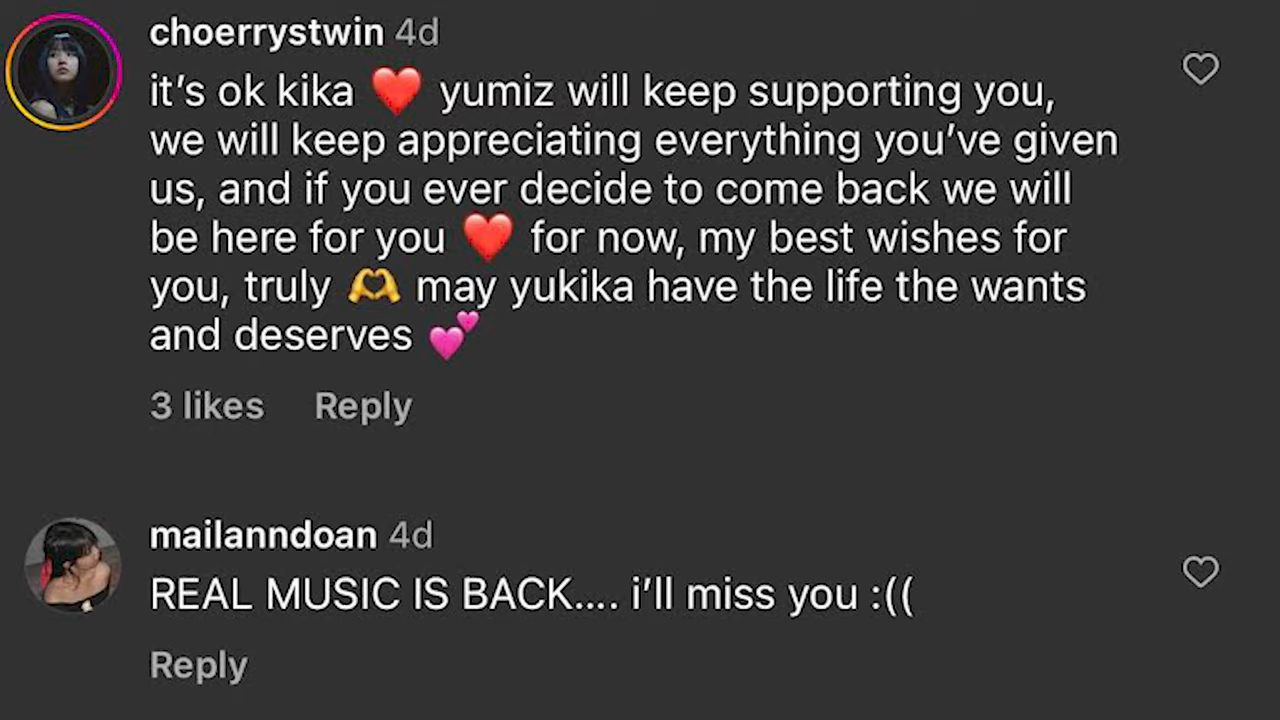 choerrystwin 4d
it’s ok kika ❤️ yumiz will keep supporting you,
we will keep appreciating everything you’ve given
us, and if you ever decide to come back we will
be here for you ❤️ for now, my best wishes for
you, truly 🫶 may yukika have the life the wants
and deserves 💕
3 likes Reply
mailanndoan 4d
REAL MUSIC IS BACK.... i’ll miss you :((
Reply